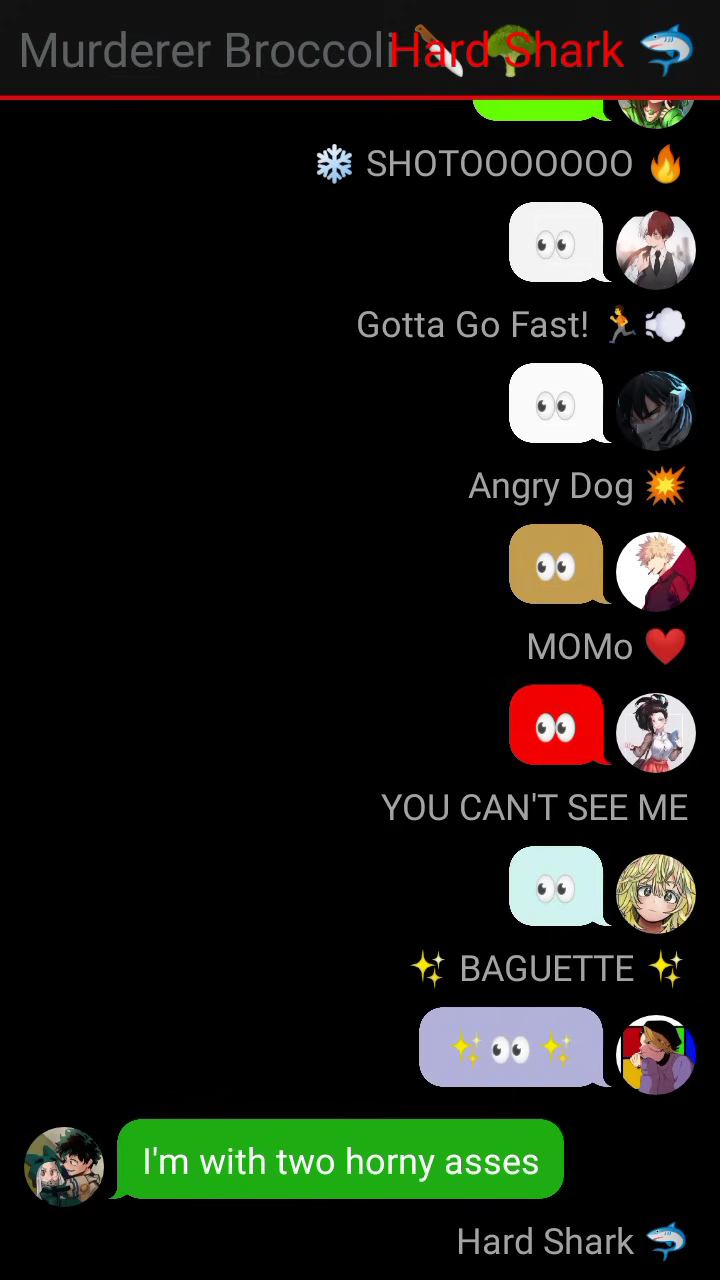 Murderer Broccoli 🔪 🥦
Hard Shark 🦈
❄️ SHOTOOOOOOO 🔥
👀
Gotta Go Fast! 🏃💨
👀
Angry Dog 💥
👀
MOMo ❤️
👀
YOU CAN'T SEE ME
👀
✨ BAGUETTE ✨
✨ 👀 ✨
I'm with two horny asses
Hard Shark 🦈